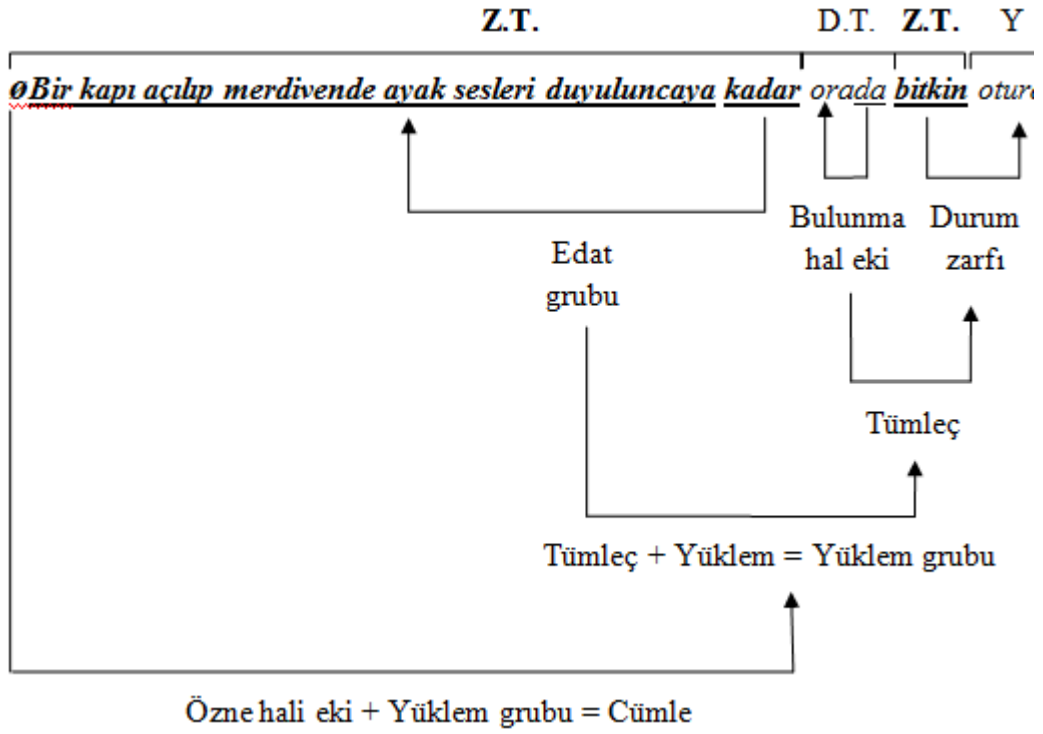 Z.T. D.T. Z.T. Y
øBir kapı açılıp merdivende ayak sesleri duyuluncaya kadar orada bitkin
Bulunma Durum
Edat hal eki zarfı
grubu
Tümleç
Tümleç + Yüklem = Yüklem grubu
Özne hali eki + Yüklem grubu = Cümle